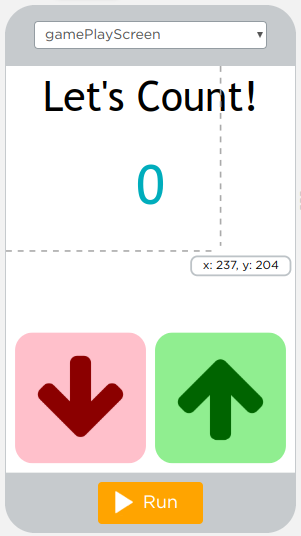 gamePlayScreen
Let's Count!
0
x: 237, y: 204
Run